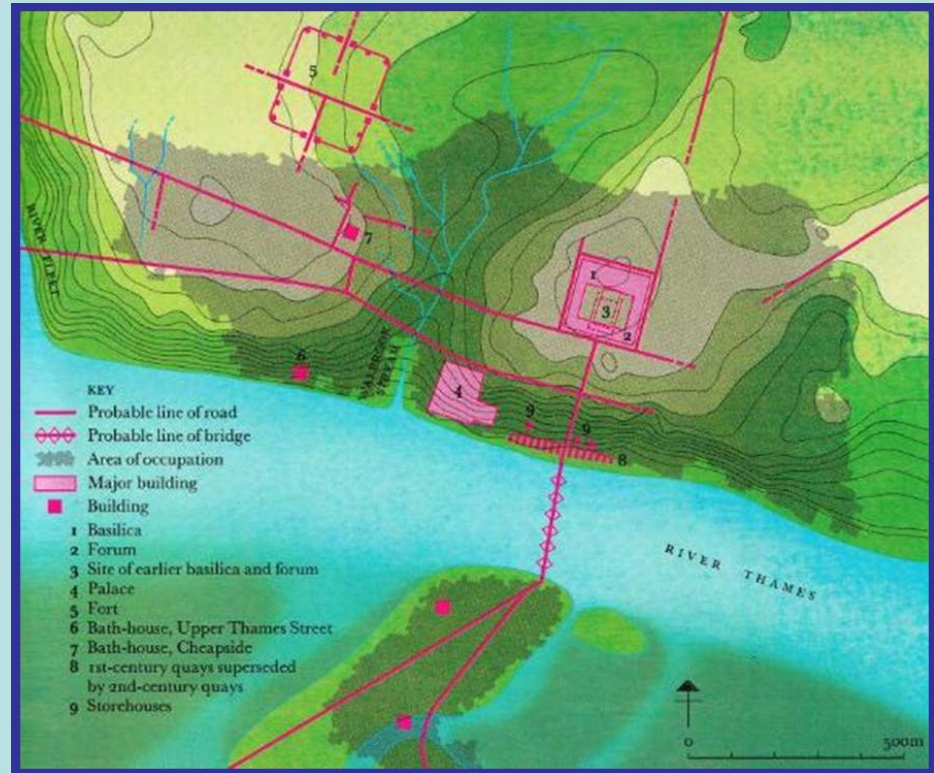 5
RIVER FLEET
7
1
3
2
6
WALBROOK
STREAM
4
9
9
8
KEY
Probable line of road
Probable line of bridge
Area of occupation
Major building
Building
1 Basilica
2 Forum
3 Site of earlier basilica and forum
4 Palace
5 Fort
6 Bath-house, Upper Thames Street
7 Bath-house, Cheapside
8 1st-century quays superseded
by 2nd-century quays
9 Storehouses
RIVER THAMES
0 500m